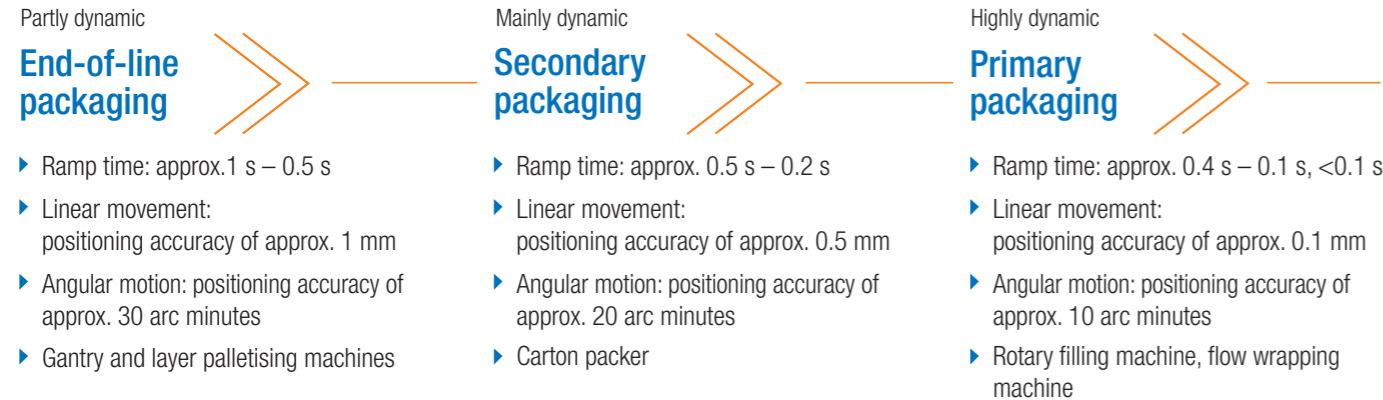 Partly dynamic
End-of-line
packaging
Ramp time: approx.1 s – 0.5 s
Linear movement:
positioning accuracy of approx. 1 mm
Angular motion: positioning accuracy of
approx. 30 arc minutes
Gantry and layer palletising machines
Mainly dynamic
Secondary
packaging
Ramp time: approx. 0.5 s – 0.2 s
Linear movement:
positioning accuracy of approx. 0.5 mm
Angular motion: positioning accuracy of
approx. 20 arc minutes
Carton packer
Highly dynamic
Primary
packaging
Ramp time: approx. 0.4 s – 0.1 s, <0.1 s
Linear movement:
positioning accuracy of approx. 0.1 mm
Angular motion: positioning accuracy of
approx. 10 arc minutes
Rotary filling machine, flow wrapping
machine